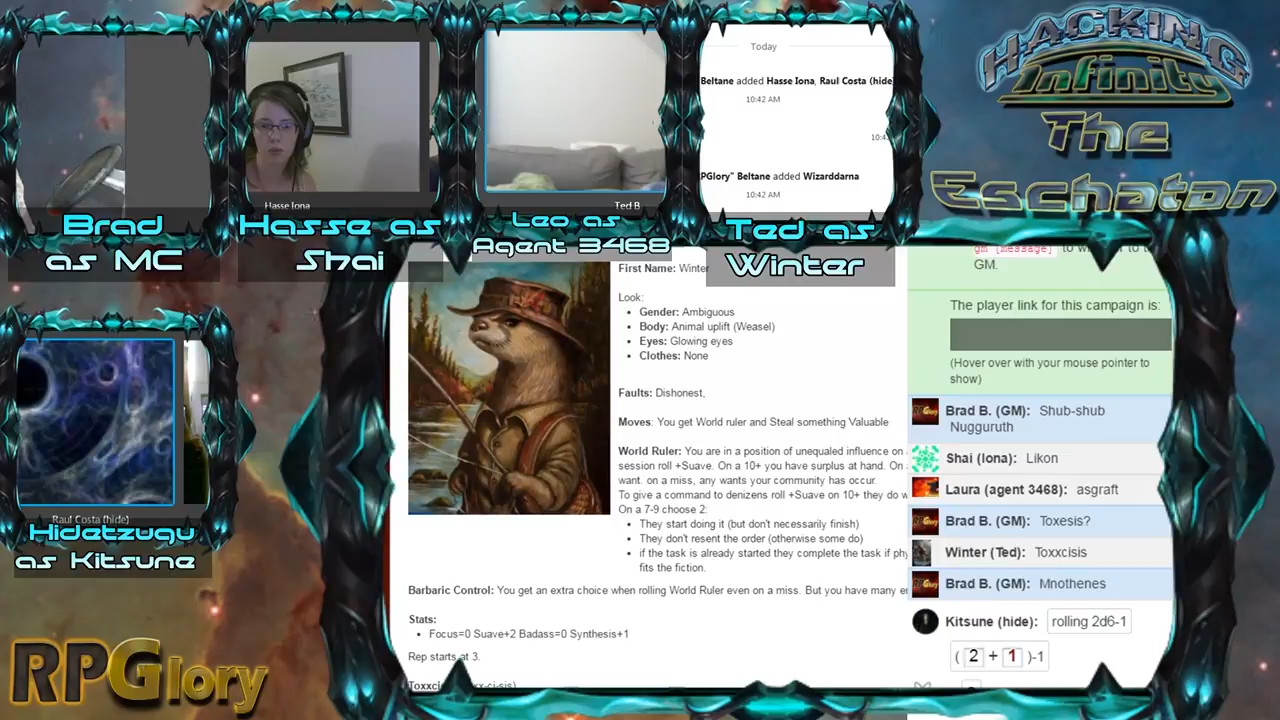 Today
Beltane added Hasse Iona, Raul Costa (hide
10:42 AM
10:4
PGlory" Beltane added Wizarddarna
10:42 AM
Hasse Iona
Ted B
Brad
as MC
Hasse as
Shai
Leo as
Agent 3468
Ted as
Winter
HACKING
Infinity
The
Eschaton
Raul Costa (hide)
Hidetzugu
as Kitsune
RPGlory
First Name: Winter
Look:
Gender: Ambiguous
Body: Animal uplift (Weasel)
Eyes: Glowing eyes
Clothes: None
Faults: Dishonest,
Moves: You get World ruler and Steal something Valuable
World Ruler: You are in a position of unequaled influence on
session roll +Suave. On a 10+ you have surplus at hand. On
want. on a miss, any wants your community has occur.
To give a command to denizens roll +Suave on 10+ they do w
On a 7-9 choose 2:
They start doing it (but don't necessarily finish)
They don't resent the order (otherwise some do)
if the task is already started they complete the task if ph
fits the fiction.
Barbaric Control: You get an extra choice when rolling World Ruler even on a miss. But you have many e
Stats:
Focus=0 Suave+2 Badass=0 Synthesis+1
Rep starts at 3.
gm [message] to w
GM.
The player link for this campaign is:
(Hover over with your mouse pointer to
show)
Brad B. (GM): Shub-shub
Nugguruth
Shai (Iona): Likon
Laura (agent 3468): asgraft
Brad B. (GM): Toxesis?
Winter (Ted): Toxxcisis
Brad B. (GM): Mnothenes
Kitsune (hide): rolling 2d6-1
( 2 + 1 )-1